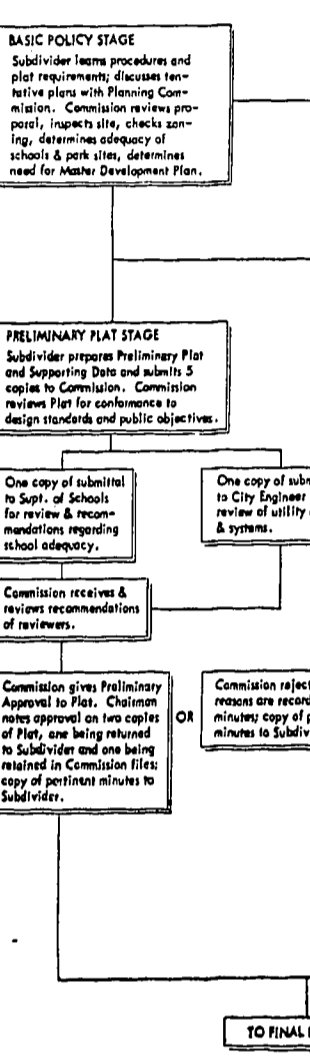 BASIC POLICY STAGE
Subdivider learns procedures and
plat requirements; discusses ten-
tative plans with Planning Com-
mission. Commission reviews pro-
posal, inspects site, checks zon-
ing, determines adequacy of
schools & park sites, determines
need for Master Development Plan.
PRELIMINARY PLAT STAGE
Subdivider prepares Preliminary Plat
and Supporting Data and submits 5
copies to Commission. Commission
reviews Plat for conformance to
design standards and public objectives.
One copy of submittal
to Supt. of Schools
for review & recom-
mendations regarding
school adequacy.
One copy of subm
to City Engineer
review of utility
& systems.
Commission receives &
reviews recommendations
of reviewers.
Commission gives Preliminary
Approval to Plat. Chairman
notes approval on two copies
of Plat, one being returned
to Subdivider and one being
retained in Commission files;
copy of pertinent minutes to
Subdivider.
OR
Commission reject
reasons are record
minutes; copy of p
minutes to Subdiv
TO FINAL